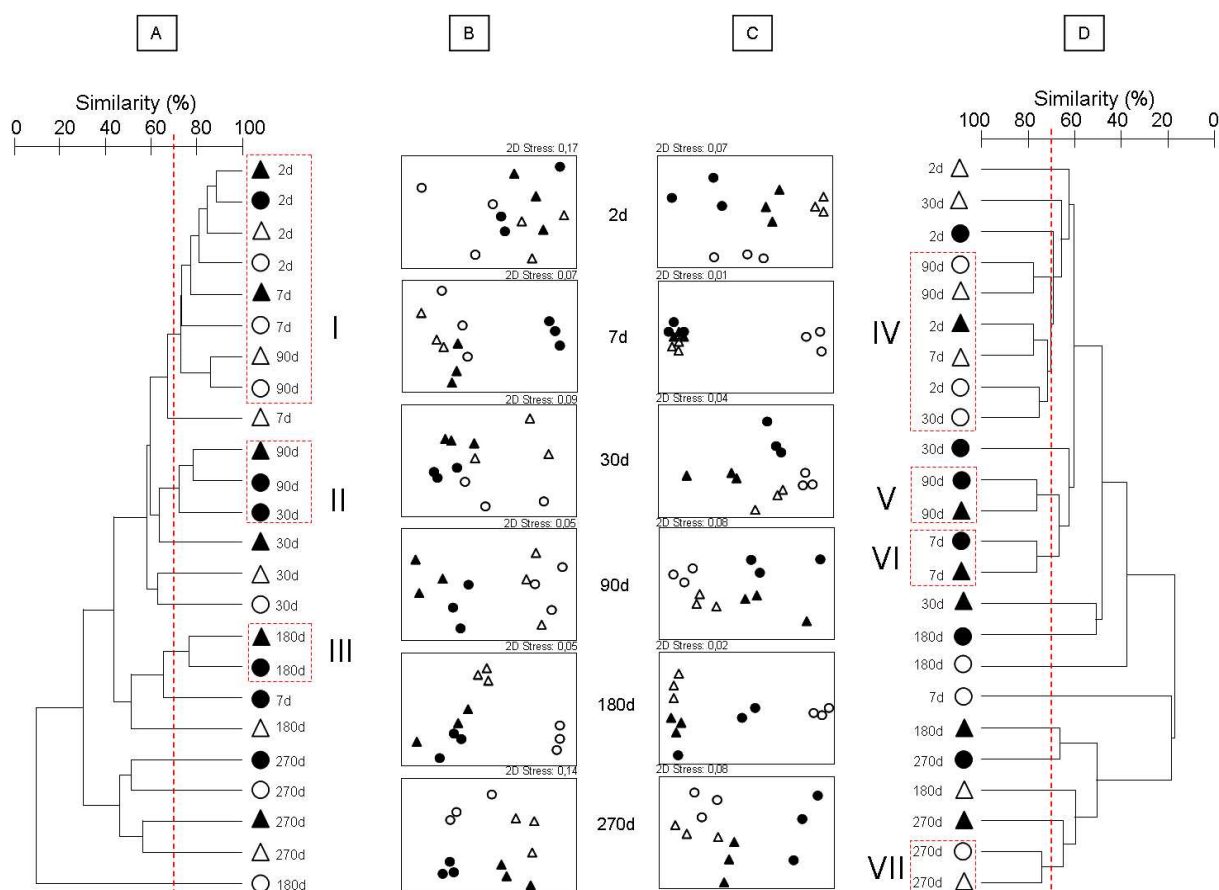 A
B
C
D
Similarity (%)
0 20 40 60 80 100
2d
2d
2d
2d
7d
7d
90d
90d
7d
90d
90d
30d
30d
30d
30d
180d
180d
7d
180d
270d
270d
270d
270d
180d
I
II
III
2D Stress: 0,17
2D Stress: 0,07
2D Stress: 0,09
2D Stress: 0,05
2D Stress: 0,05
2D Stress: 0,14
2d
7d
30d
90d
180d
270d
2D Stress: 0,07
2D Stress: 0,01
2D Stress: 0,04
2D Stress: 0,08
2D Stress: 0,02
2D Stress: 0,08
Similarity (%)
100 80 60 40 20 0
2d
30d
2d
90d
90d
2d
7d
2d
30d
30d
90d
90d
7d
7d
30d
180d
180d
7d
180d
270d
180d
270d
270d
270d
IV
V
VI
VII